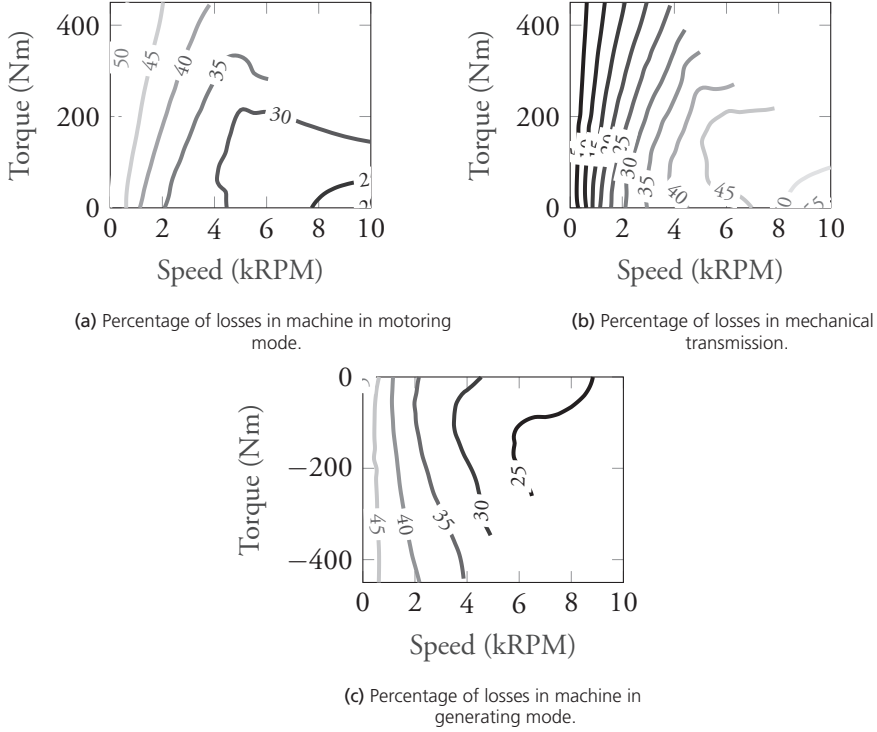 400
200
0
Torque (Nm)
50
45
40
35
30
0 2 4 6 8 10
Speed (kRPM)
(a) Percentage of losses in machine in motoring
mode.
400
200
0
Torque (Nm)
25
30
35
40
45
0 2 4 6 8 10
Speed (kRPM)
(b) Percentage of losses in mechanical
transmission.
0
−200
−400
Torque (Nm)
45
40
35
30
25
0 2 4 6 8 10
Speed (kRPM)
(c) Percentage of losses in machine in
generating mode.